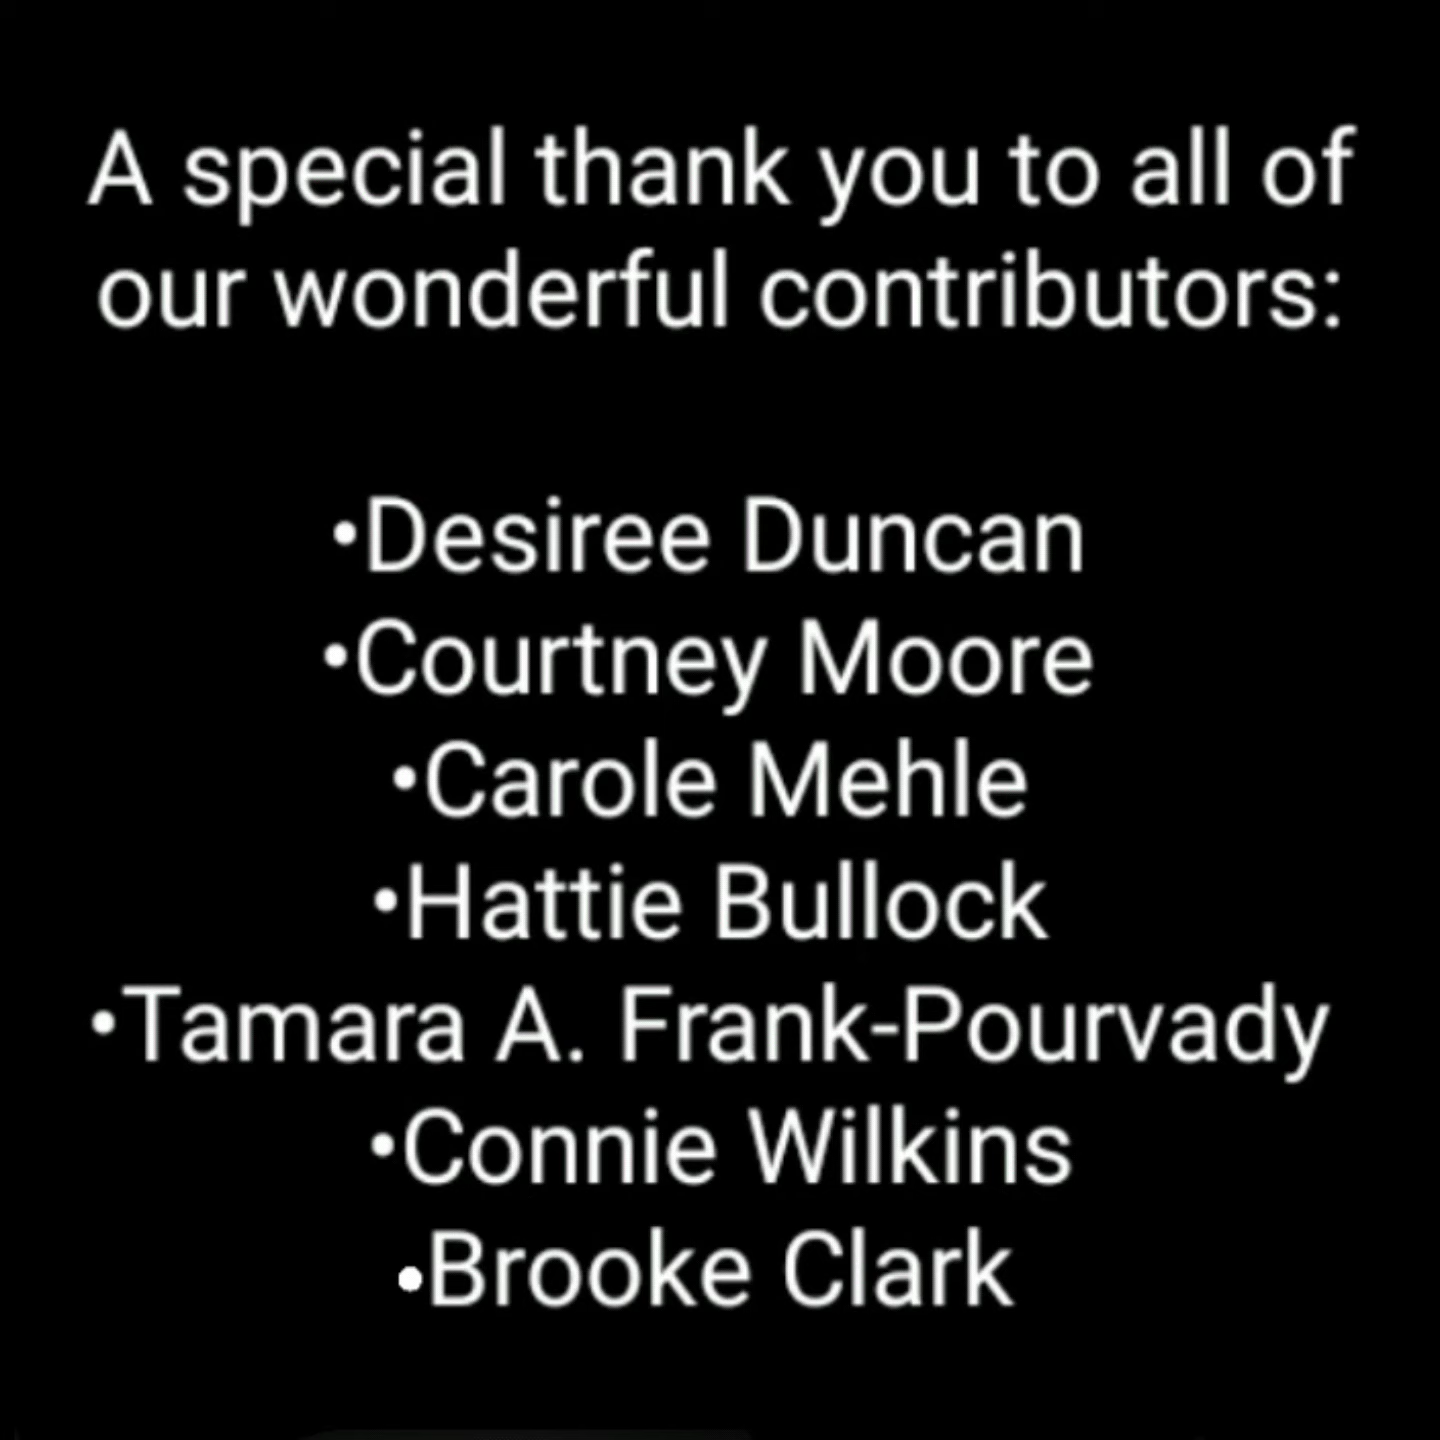 A special thank you to all of
our wonderful contributors:
•Desiree Duncan
•Courtney Moore
•Carole Mehle
•Hattie Bullock
•Tamara A. Frank-Pourvady
•Connie Wilkins
•Brooke Clark